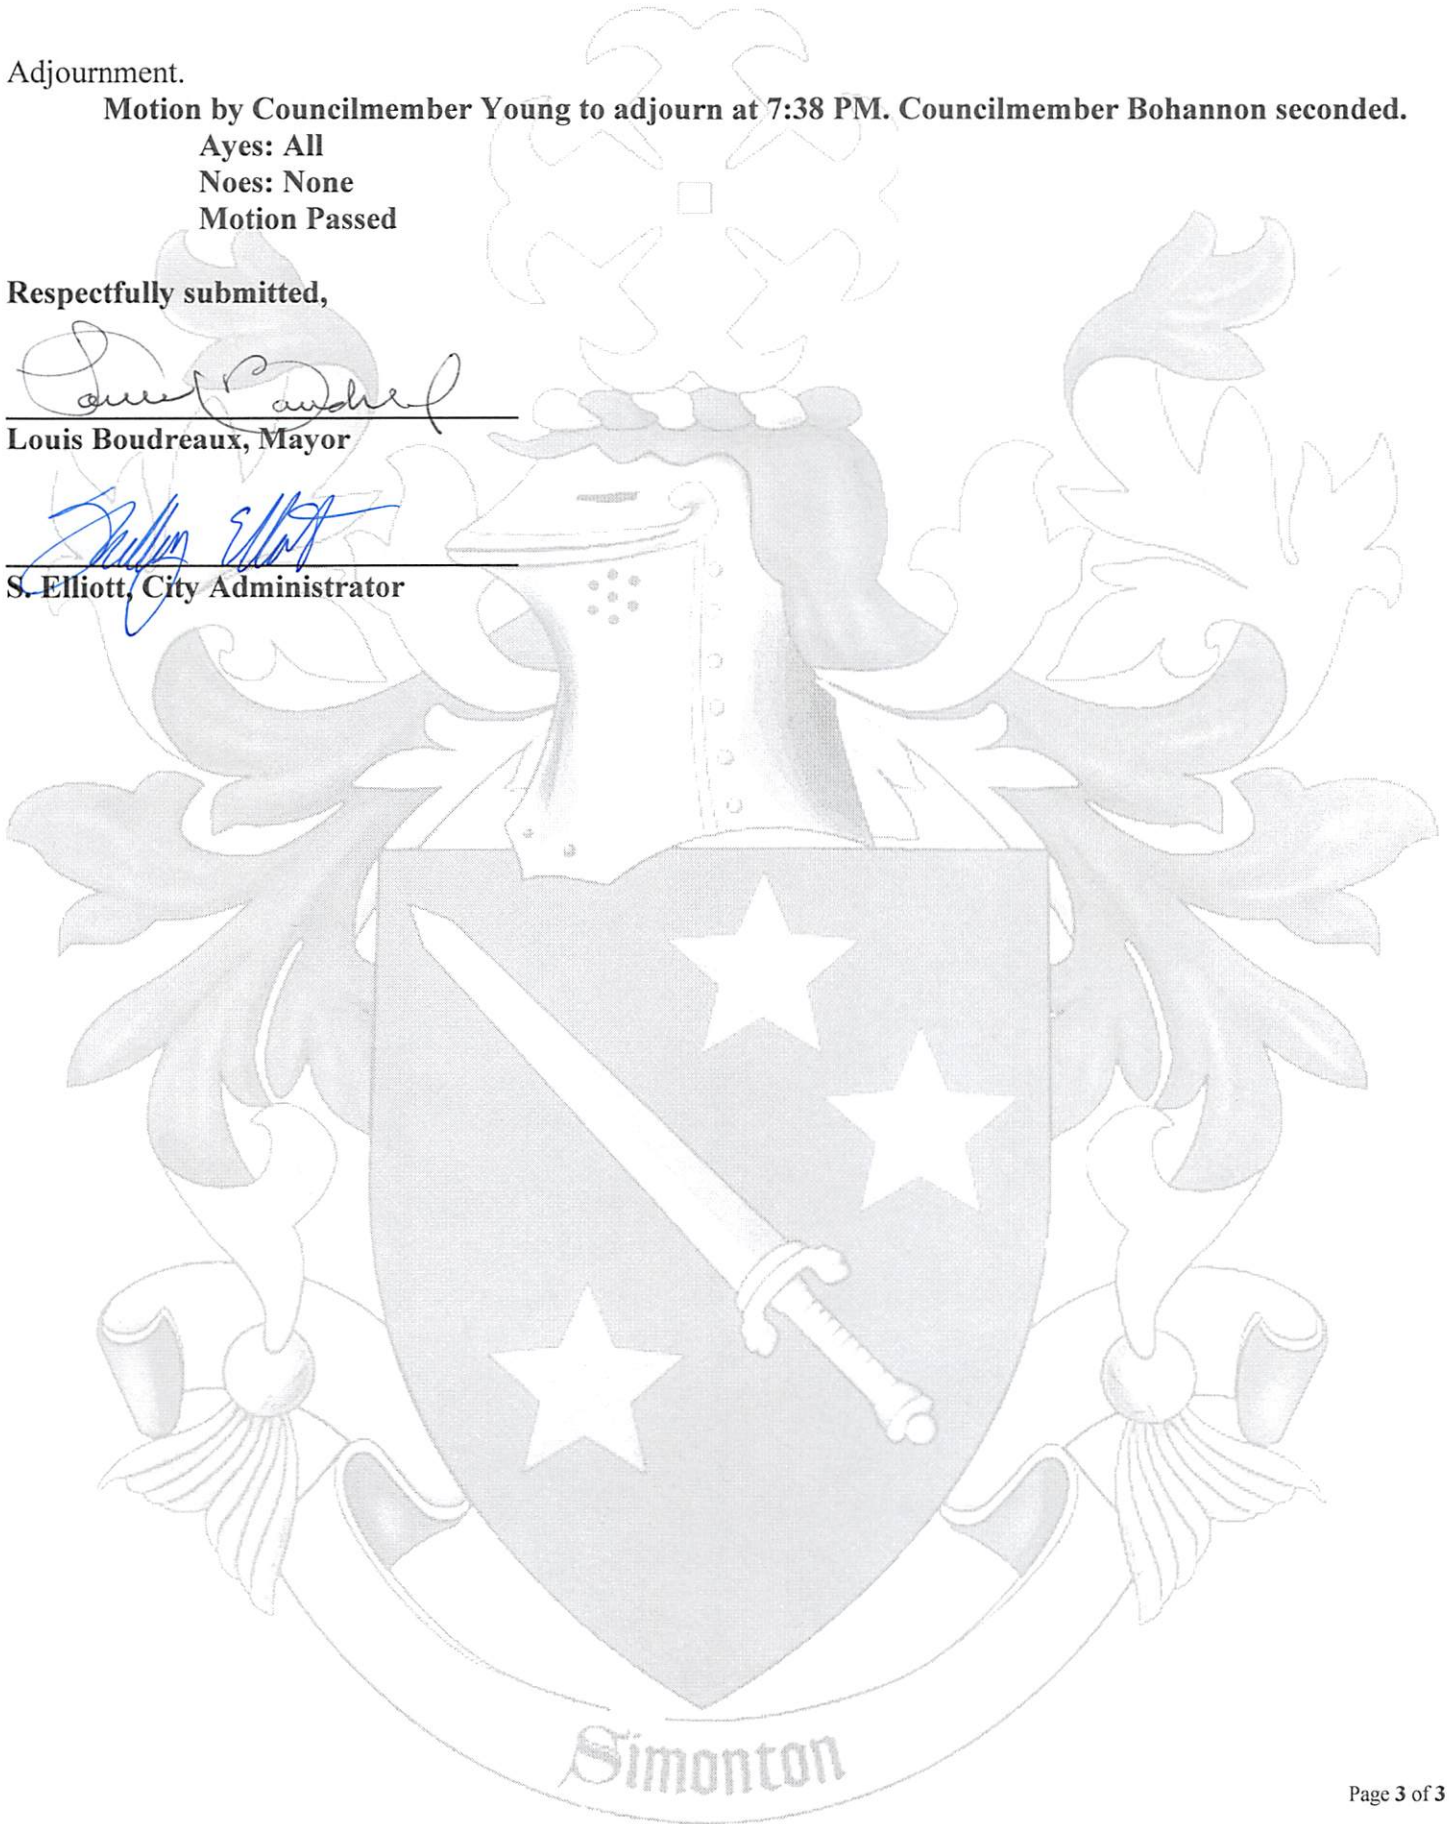 Adjournment.
Motion by Councilmember Young to adjourn at 7:38 PM. Councilmember Bohannon seconded.
Ayes: All
Noes: None
Motion Passed
Respectfully submitted,
Louis Boudreaux, Mayor
S. Elliott, City Administrator
Simonton
Page 3 of 3